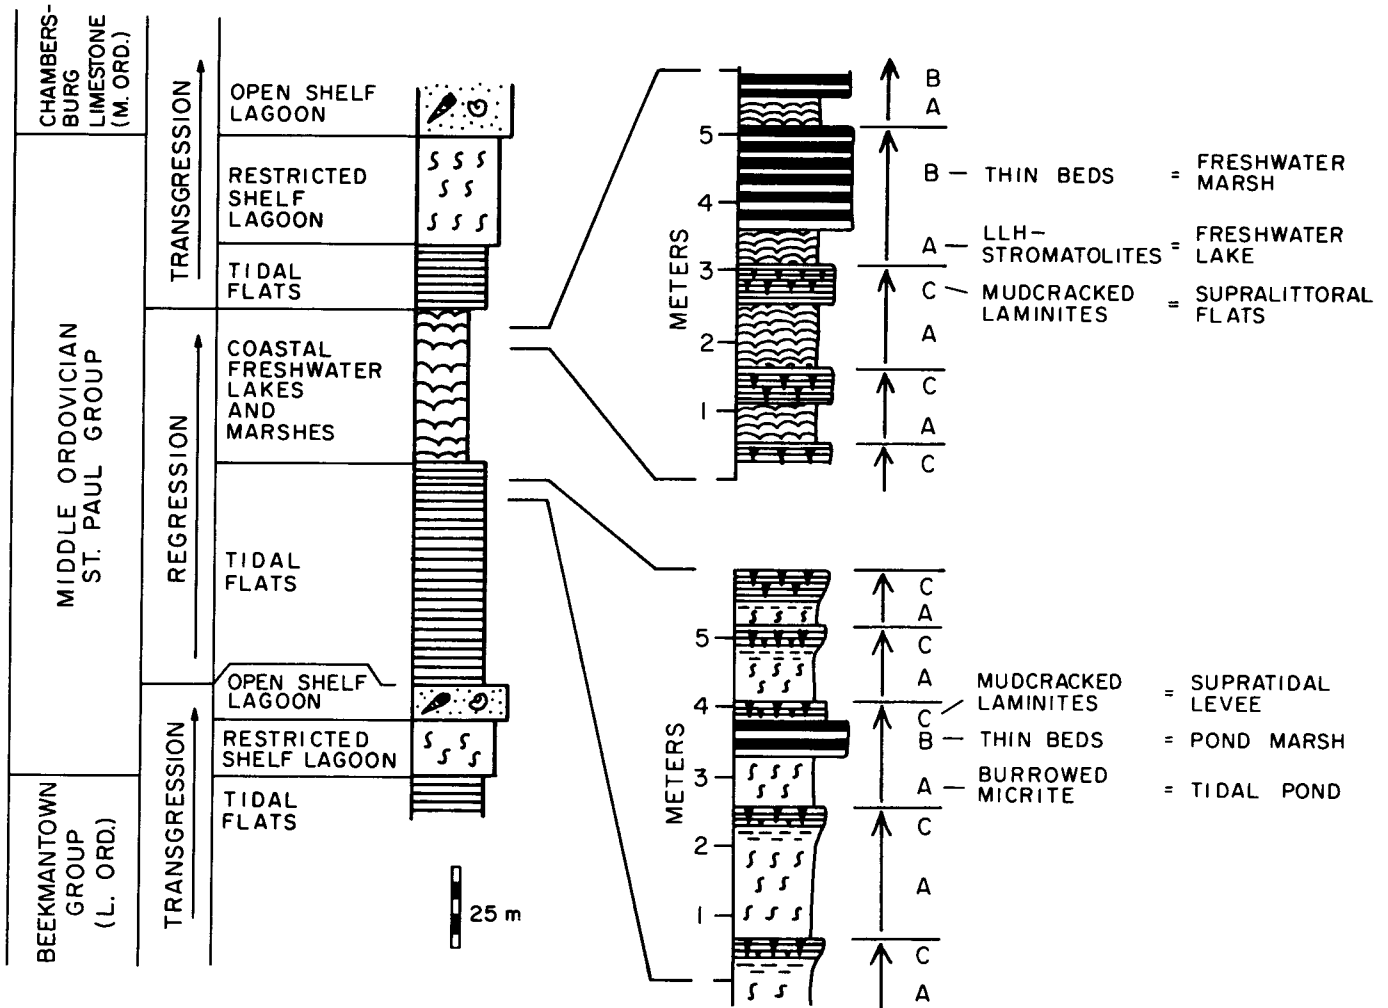 CHAMBERS-
BURG
LIMESTONE
(M. ORD.)
MIDDLE ORDOVICIAN
ST. PAUL GROUP
BEEKMANTOWN
GROUP
(L. ORD.)
TRANSGRESSION
REGRESSION
TRANSGRESSION
OPEN SHELF
LAGOON
RESTRICTED
SHELF
LAGOON
TIDAL
FLATS
COASTAL
FRESHWATER
LAKES
AND
MARSHES
TIDAL
FLATS
OPEN SHELF
LAGOON
RESTRICTED
SHELF LAGOON
TIDAL
FLATS
25 m
METERS
5
4
3
2
1
B
A
B — THIN BEDS = FRESHWATER
MARSH
A — LLH-
STROMATOLITES = FRESHWATER
LAKE
C MUDCRACKED
LAMINITES = SUPRALITTORAL
FLATS
A
C
A
C
METERS
5
4
3
2
1
C
A
C
A
C MUDCRACKED
LAMINITES = SUPRATIDAL
LEVEE
B — THIN BEDS = POND MARSH
A — BURROWED
MICRITE = TIDAL POND
C
A
C
A